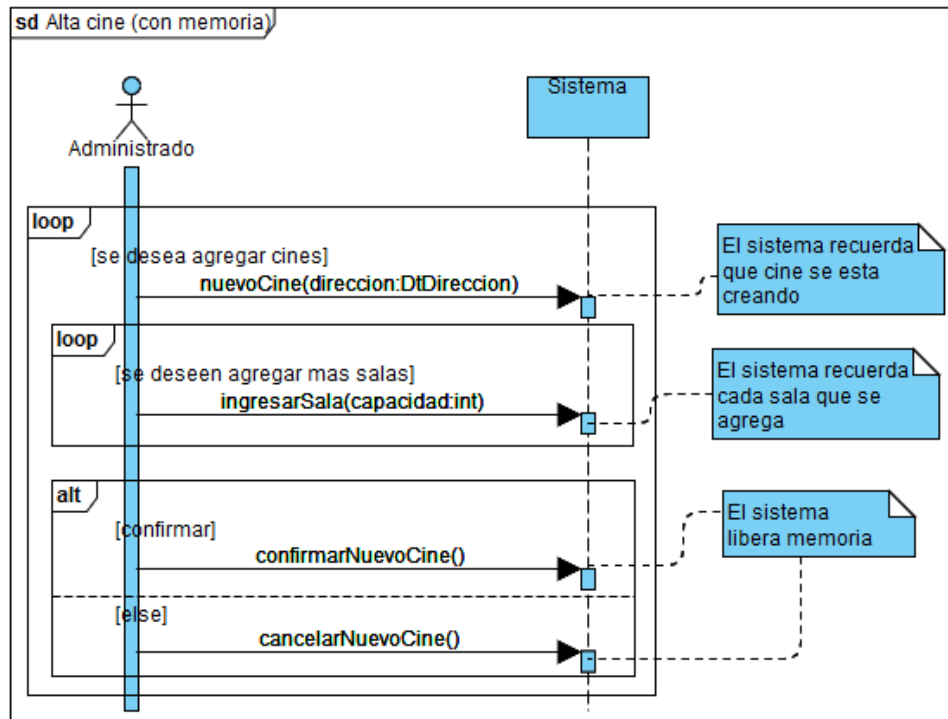 sd Alta cine (con memoria)
Sistema
Administrado
loop
[se desea agregar cines]
nuevoCine(direccion:DtDireccion)
El sistema recuerda
que cine se esta
creando
loop
[se deseen agregar mas salas]
ingresarSala(capacidad:int)
El sistema recuerda
cada sala que se
agrega
alt
[confirmar]
confirmarNuevoCine()
El sistema
libera memoria
[else]
cancelarNuevoCine()